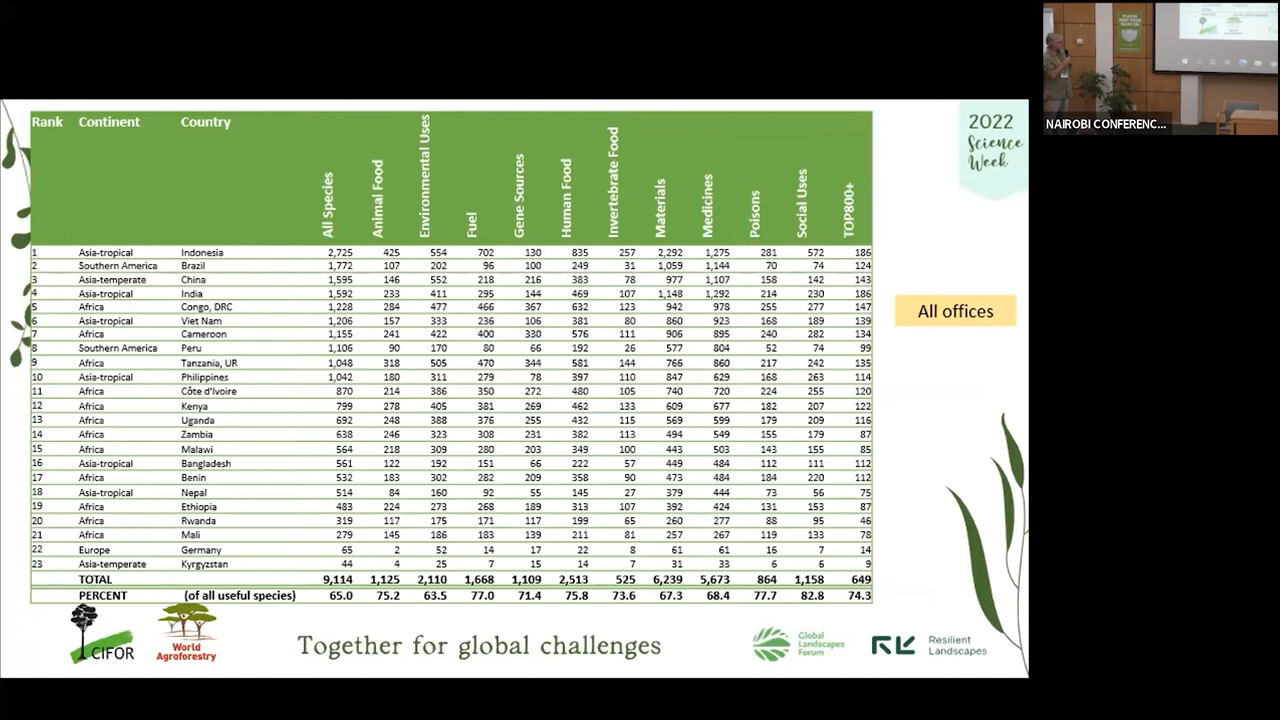 Rank Continent Country All Species Animal Food Environmental Uses Fuel Gene Sources Human Food Invertebrate Food Materials Medicines Poisons Social Uses TOP800+
1 Asia-tropical Indonesia 2,725 425 554 702 130 835 257 2,292 1,275 281 572 186
2 Southern America Brazil 1,772 107 202 96 100 249 31 1,059 1,144 70 74 124
3 Asia-temperate China 1,595 146 552 218 216 383 78 977 1,107 158 142 143
4 Asia-tropical India 1,592 233 411 295 144 469 107 1,148 1,292 214 230 186
5 Africa Congo, DRC 1,228 284 477 466 367 632 123 942 978 255 277 147
6 Asia-tropical Viet Nam 1,206 157 333 236 106 381 80 860 923 168 189 139
7 Africa Cameroon 1,155 241 422 400 330 576 111 906 895 240 282 134
8 Southern America Peru 1,106 90 170 80 66 192 26 577 804 52 74 99
9 Africa Tanzania, UR 1,048 318 505 470 344 581 144 766 860 217 242 135
10 Asia-tropical Philippines 1,042 180 311 279 78 397 110 847 629 168 263 114
11 Africa Côte d'Ivoire 870 214 386 350 272 480 105 740 720 224 255 120
12 Africa Kenya 799 278 405 381 269 462 133 609 677 182 207 122
13 Africa Uganda 692 248 388 376 255 432 115 569 599 179 209 116
14 Africa Zambia 638 246 323 308 231 382 113 494 549 155 179 87
15 Africa Malawi 564 218 309 280 203 349 100 443 503 143 155 85
16 Asia-tropical Bangladesh 561 122 192 151 66 222 57 449 484 112 111 112
17 Africa Benin 532 183 302 282 209 358 90 473 484 184 220 112
18 Asia-tropical Nepal 514 84 160 92 55 145 27 379 444 73 56 75
19 Africa Ethiopia 483 224 273 268 189 313 107 392 424 131 153 87
20 Africa Rwanda 319 117 175 171 117 199 65 260 277 88 95 46
21 Africa Mali 279 145 186 183 139 211 81 257 267 119 133 78
22 Europe Germany 65 2 52 14 17 22 8 61 61 16 7 14
23 Asia-temperate Kyrgyzstan 44 4 25 7 15 14 7 31 33 6 6 9
TOTAL 9,114 1,125 2,110 1,668 1,109 2,513 525 6,239 5,673 864 1,158 649
PERCENT (of all useful species) 65.0 75.2 63.5 77.0 71.4 75.8 73.6 67.3 68.4 77.7 82.8 74.3
2022
Science
Week
All offices
CIFOR
World
Agroforestry
Together for global challenges
Global
Landscapes
Forum
Resilient
Landscapes
NAIROBI CONFERENC...